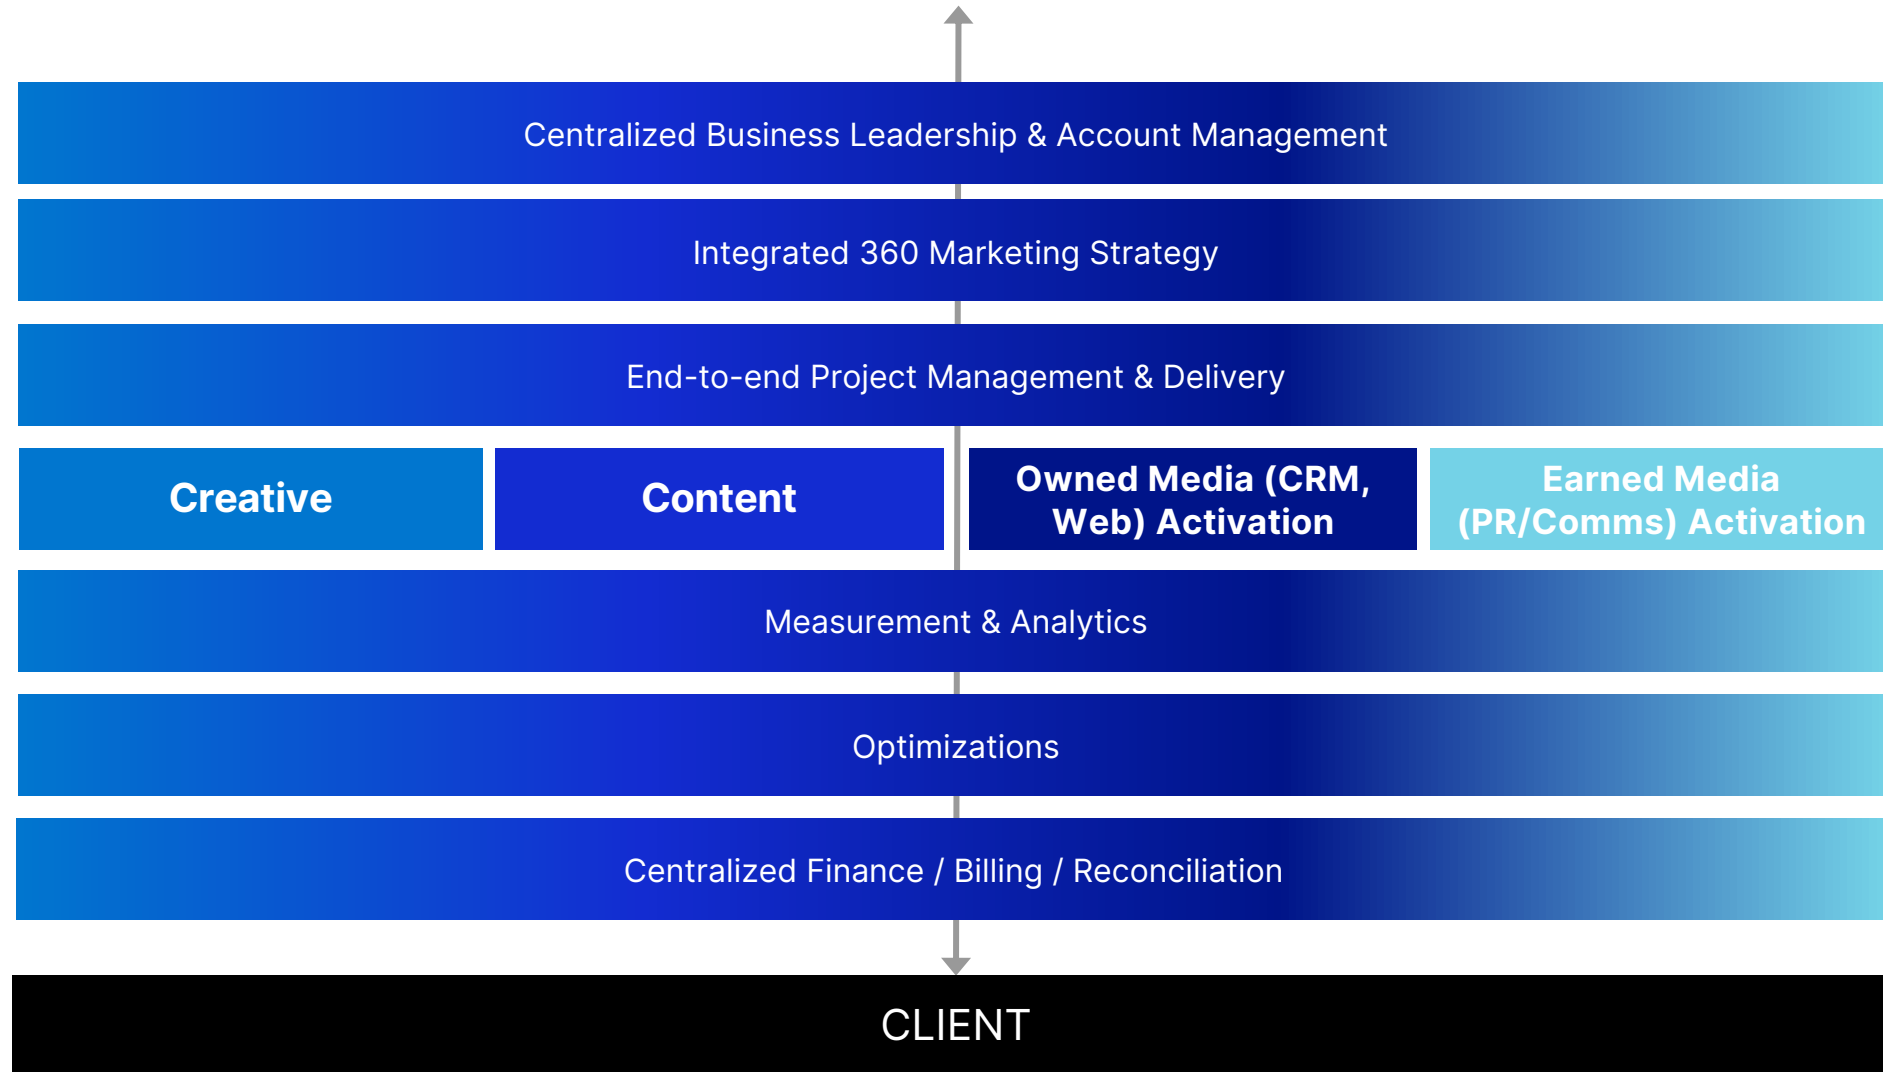 Centralized Business Leadership & Account Management
Integrated 360 Marketing Strategy
End-to-end Project Management & Delivery
Creative
Content
Owned Media (CRM,
Web) Activation
Earned Media
(PR/Comms) Activation
Measurement & Analytics
Optimizations
Centralized Finance / Billing / Reconciliation
CLIENT